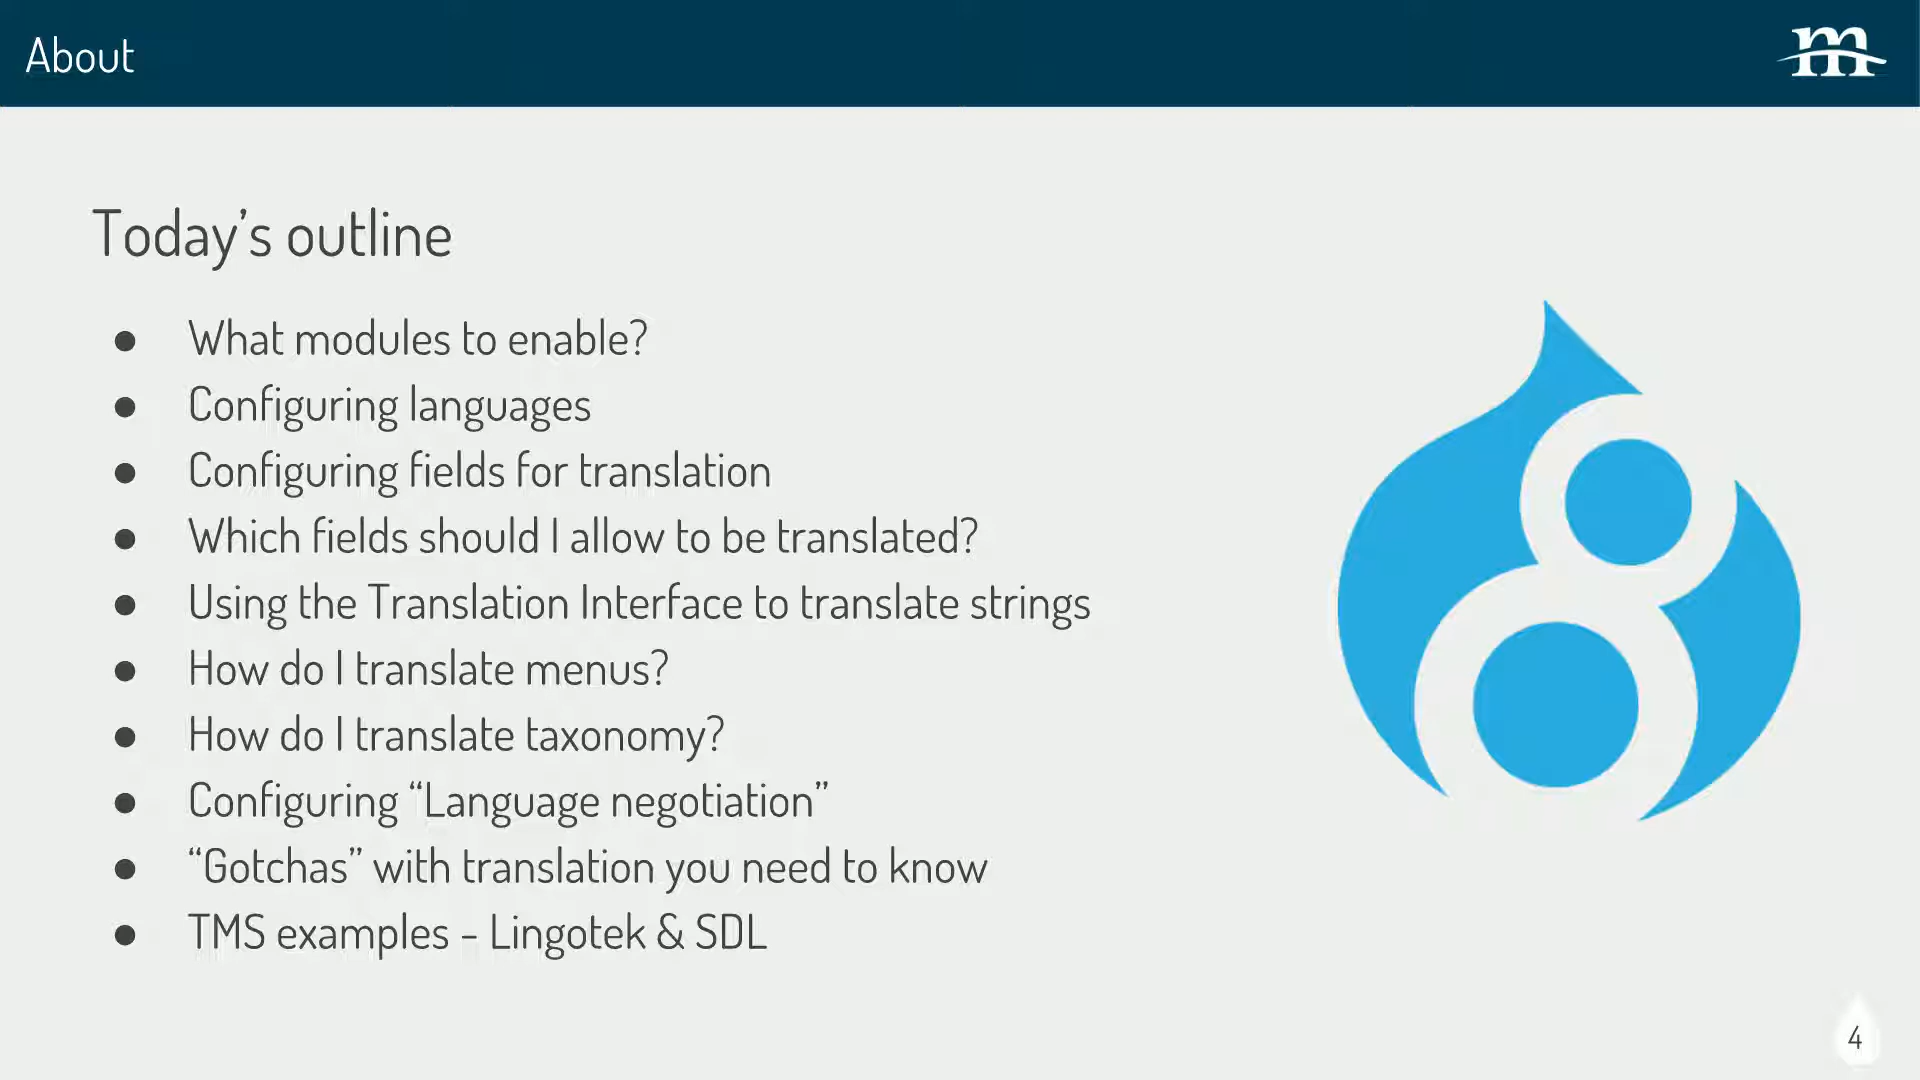 About
m
Today’s outline
● What modules to enable?
● Configuring languages
● Configuring fields for translation
● Which fields should I allow to be translated?
● Using the Translation Interface to translate strings
● How do I translate menus?
● How do I translate taxonomy?
● Configuring “Language negotiation”
● “Gotchas” with translation you need to know
● TMS examples - Lingotek & SDL
8
4